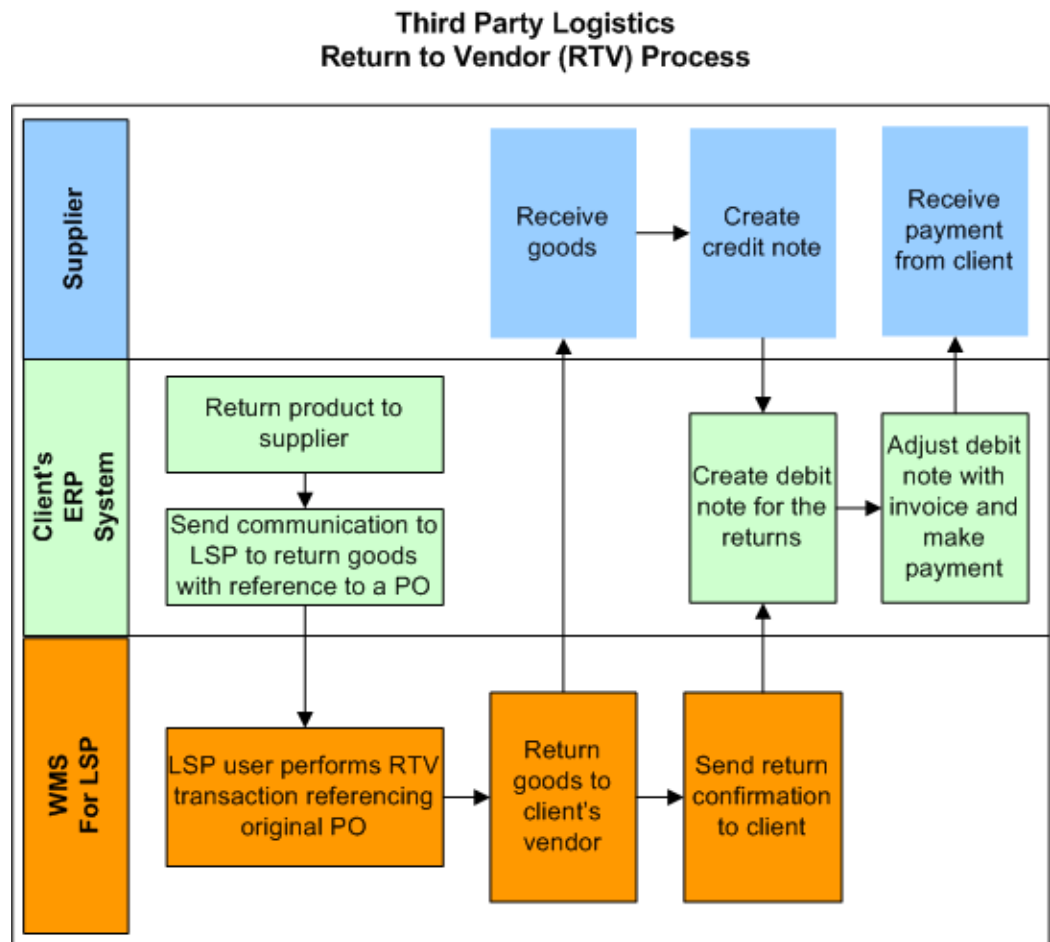 Third Party Logistics
Return to Vendor (RTV) Process
Supplier
Receive
goods
Create
credit note
Receive
payment
from client
Client's
ERP
System
Return product to
supplier
Send communication to
LSP to return goods
with reference to a PO
Create debit
note for the
returns
Adjust debit
note with
invoice and
make
payment
WMS
For LSP
LSP user performs RTV
transaction referencing
original PO
Return
goods to
client's
vendor
Send return
confirmation
to client